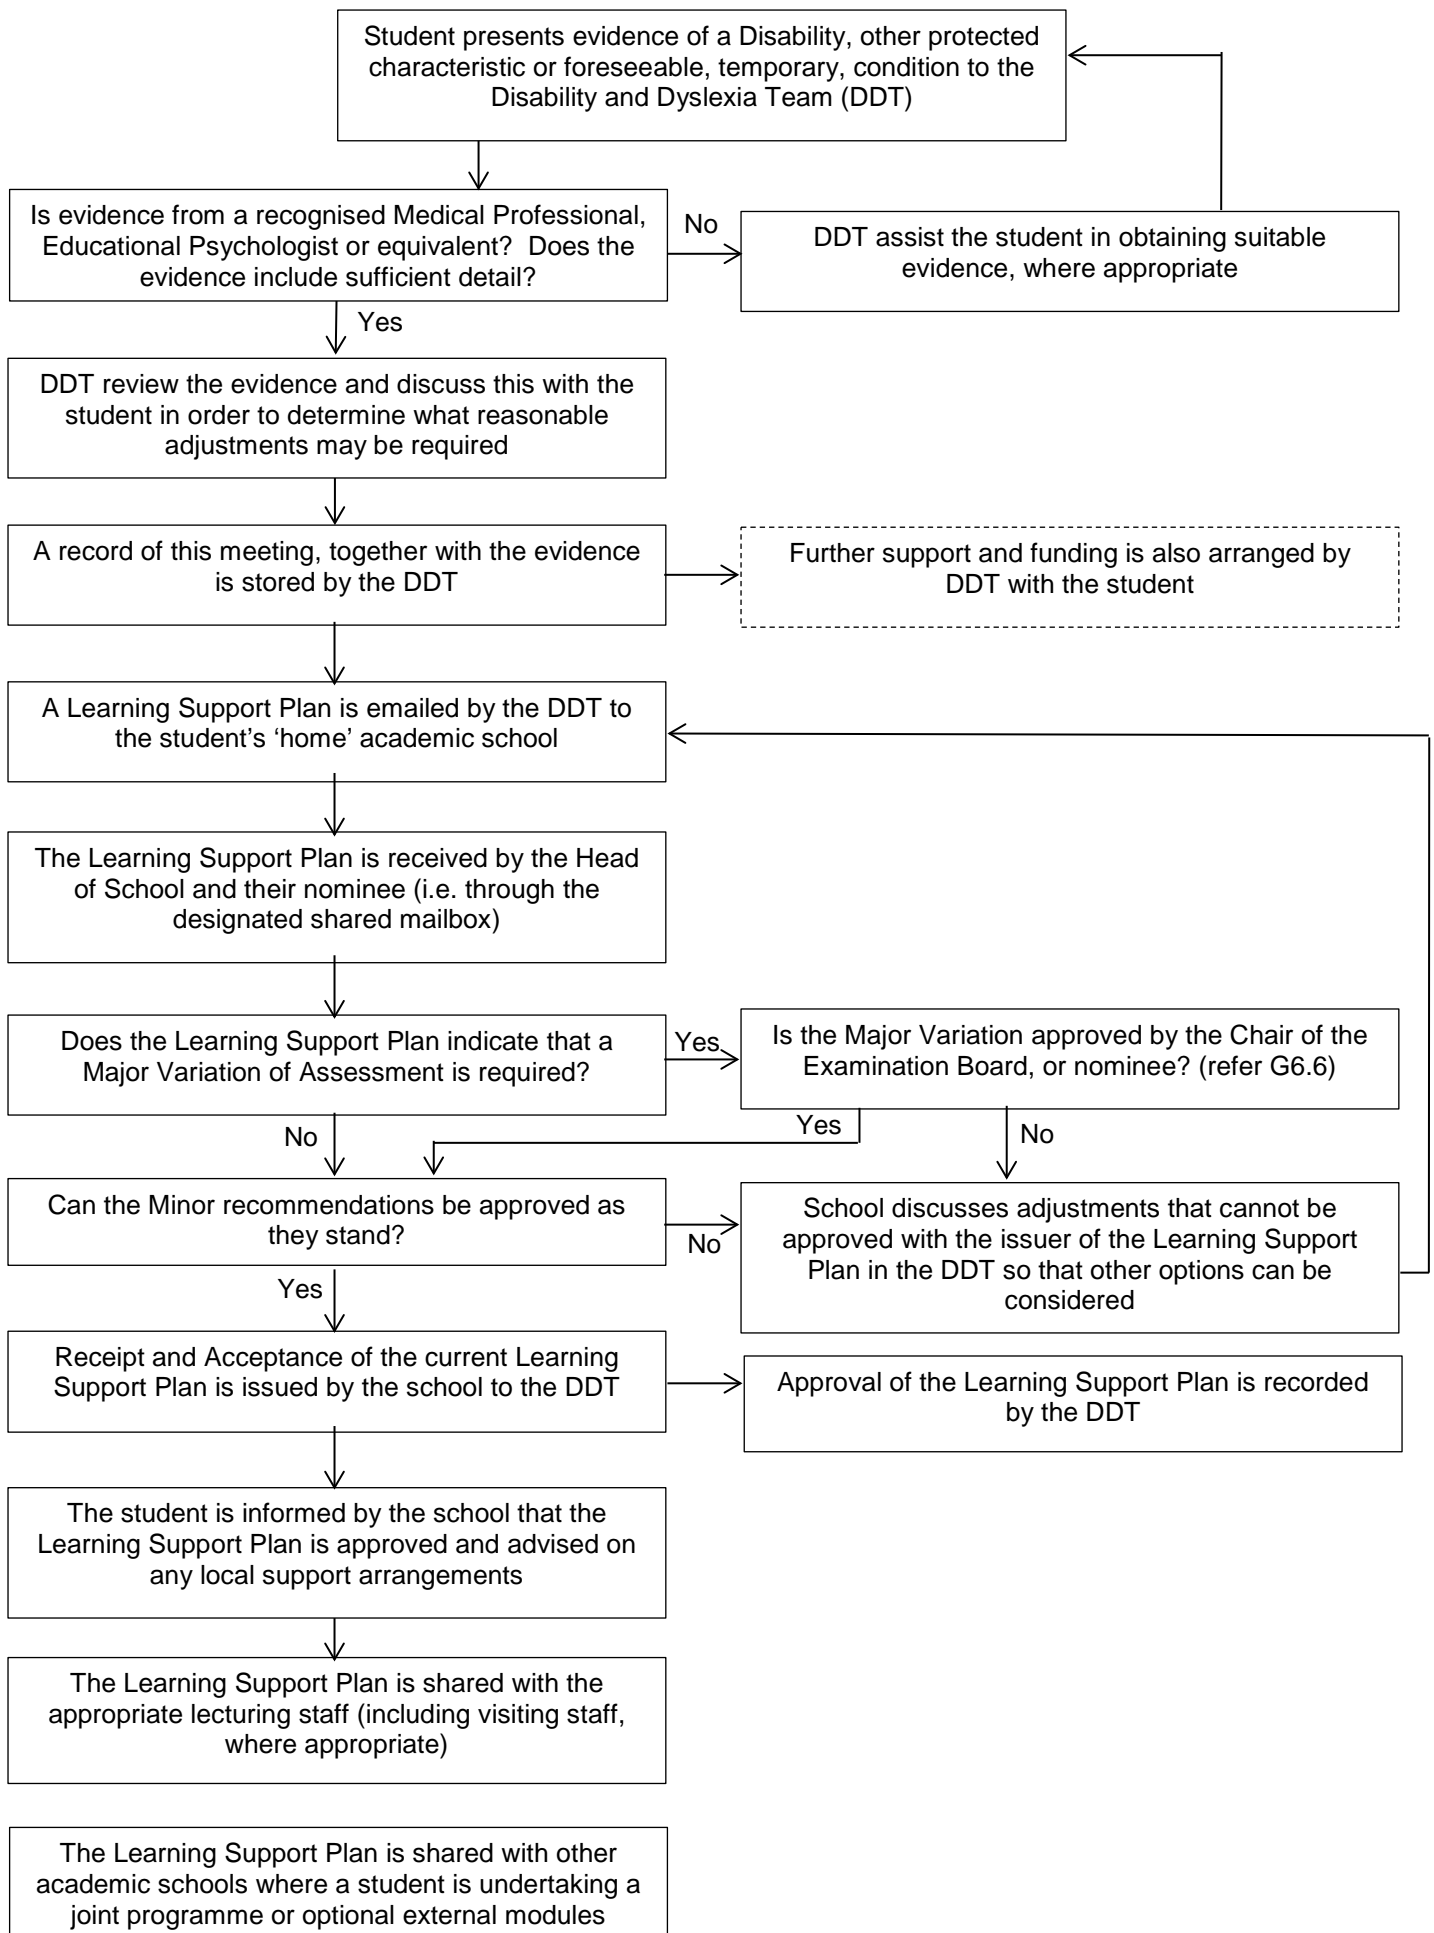 Student presents evidence of a Disability, other protected
characteristic or foreseeable, temporary, condition to the
Disability and Dyslexia Team (DDT)
Is evidence from a recognised Medical Professional,
Educational Psychologist or equivalent?  Does the
evidence include sufficient detail?
No
DDT assist the student in obtaining suitable
evidence, where appropriate
Yes
DDT review the evidence and discuss this with the
student in order to determine what reasonable
adjustments may be required
A record of this meeting, together with the evidence
is stored by the DDT
Further support and funding is also arranged by
DDT with the student
A Learning Support Plan is emailed by the DDT to
the student’s ‘home’ academic school
The Learning Support Plan is received by the Head
of School and their nominee (i.e. through the
designated shared mailbox)
Does the Learning Support Plan indicate that a
Major Variation of Assessment is required?
Yes
Is the Major Variation approved by the Chair of the
Examination Board, or nominee? (refer G6.6)
No
Yes
No
Can the Minor recommendations be approved as
they stand?
No
School discusses adjustments that cannot be
approved with the issuer of the Learning Support
Plan in the DDT so that other options can be
considered
Yes
Receipt and Acceptance of the current Learning
Support Plan is issued by the school to the DDT
Approval of the Learning Support Plan is recorded
by the DDT
The student is informed by the school that the
Learning Support Plan is approved and advised on
any local support arrangements
The Learning Support Plan is shared with the
appropriate lecturing staff (including visiting staff,
where appropriate)
The Learning Support Plan is shared with other
academic schools where a student is undertaking a
joint programme or optional external modules